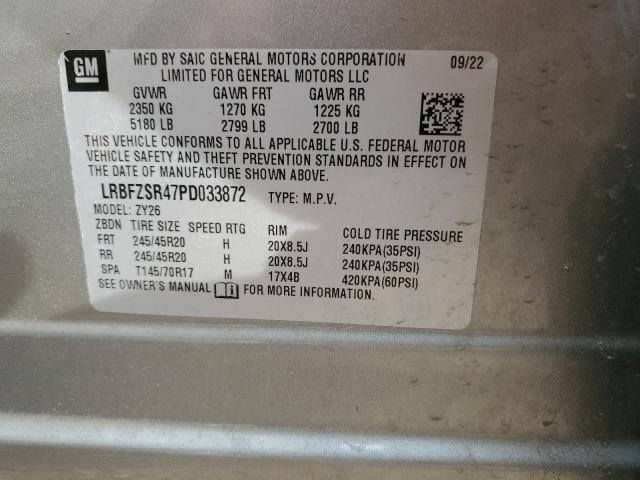 GM
MFD BY SAIC GENERAL MOTORS CORPORATION 09/22
LIMITED FOR GENERAL MOTORS LLC
GVWR GAWR FRT GAWR RR
2350 KG 1270 KG 1225 KG
5180 LB 2799 LB 2700 LB
THIS VEHICLE CONFORMS TO ALL APPLICABLE U.S. FEDERAL MOTOR
VEHICLE SAFETY AND THEFT PREVENTION STANDARDS IN EFFECT ON
THE DATE OF MANUFACTURE SHOWN ABOVE.
LRBFZSR47PD033872 TYPE: M.P.V.
MODEL: ZY26
ZBDN TIRE SIZE SPEED RTG RIM COLD TIRE PRESSURE
FRT 245/45R20 H 20X8.5J 240KPA(35PSI)
RR 245/45R20 H 20X8.5J 240KPA(35PSI)
SPA T145/70R17 M 17X4B 420KPA(60PSI)
SEE OWNER'S MANUAL FOR MORE INFORMATION.